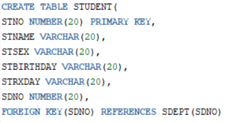 CREATE TABLE STUDENT(
STNO NUMBER(20) PRIMARY KEY,
STNAME VARCHAR(20),
STSEX VARCHAR(20),
STBIRTHDAY VARCHAR(20),
STRXDAY VARCHAR(20),
SDNO NUMBER(20),
FOREIGN KEY(SDNO) REFERENCES SDEPT(SDNO)